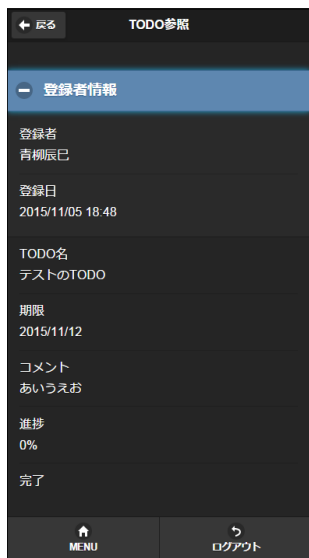 戻る
TODO参照
登録者情報
登録者
青柳辰巳
登録日
2015/11/05 18:48
TODO名
テストのTODO
期限
2015/11/12
コメント
あいうえお
進捗
0%
完了
MENU
ログアウト